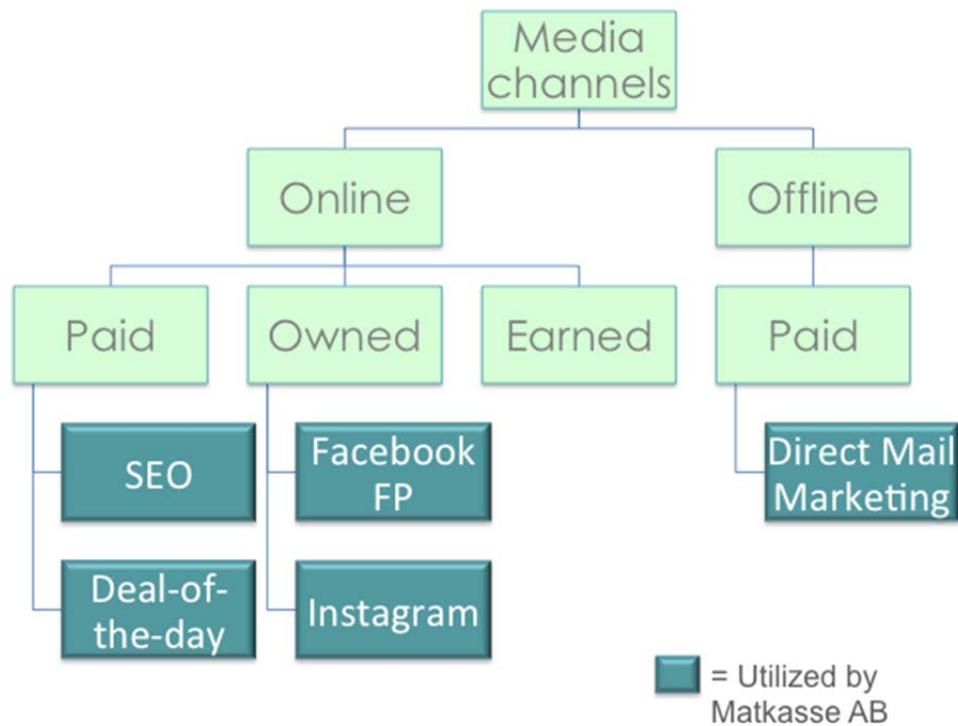 Media
channels
Online
Offline
Paid
Owned
Earned
Paid
SEO
Facebook
FP
Direct Mail
Marketing
Deal-of-
the-day
Instagram
= Utilized by
Matkasse AB